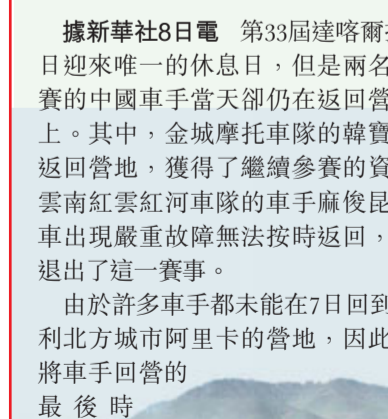 據新華社8日電　第33屆達喀爾
日迎來唯一的休息日，但是兩名
賽的中國車手當天卻仍在返回營
上。其中，金城摩托車隊的韓寶
返回營地，獲得了繼續參賽的資
雲南紅雲紅河車隊的車手麻俊昆
車出現嚴重故障無法按時返回，
退出了這一賽事。
由於許多車手都未能在7日回到
利北方城市阿里卡的營地，因此
將車手回營的
最後時